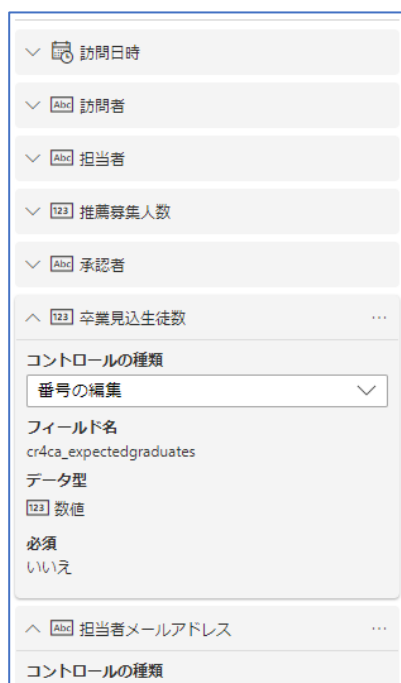 訪問日時
Abc 訪問者
Abc 担当者
123 推薦募集人数
Abc 承認者
123 卒業見込生徒数 ...
コントロールの種類
番号の編集
フィールド名
cr4ca_expectedgraduates
データ型
123 数値
必須
いいえ
Abc 担当者メールアドレス ...
コントロールの種類